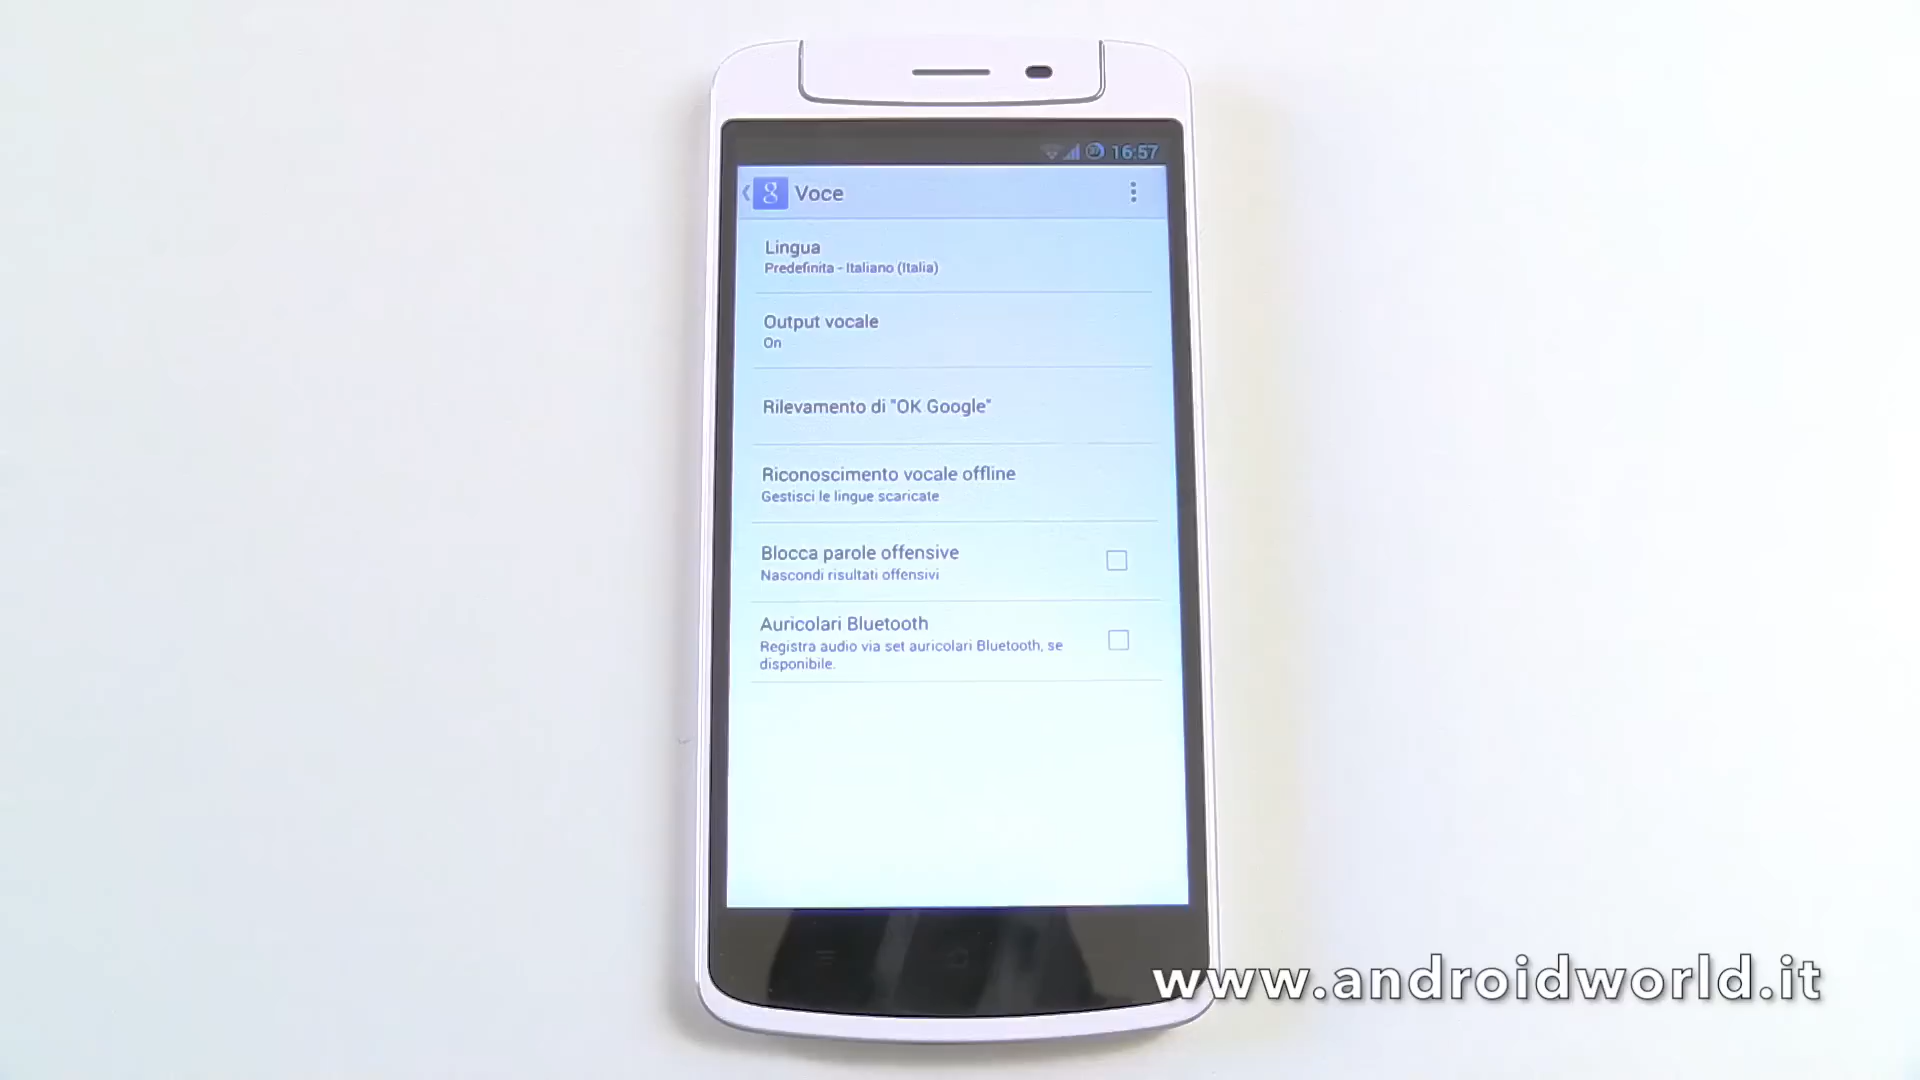 16:57
8 Voce
Lingua
Predefinita - Italiano (Italia)
Output vocale
On
Rilevamento di "OK Google"
Riconoscimento vocale offline
Gestisci le lingue scaricate
Blocca parole offensive
Nascondi risultati offensivi
Auricolari Bluetooth
Registra audio via set auricolari Bluetooth, se
disponibile.
www.androidworld.it